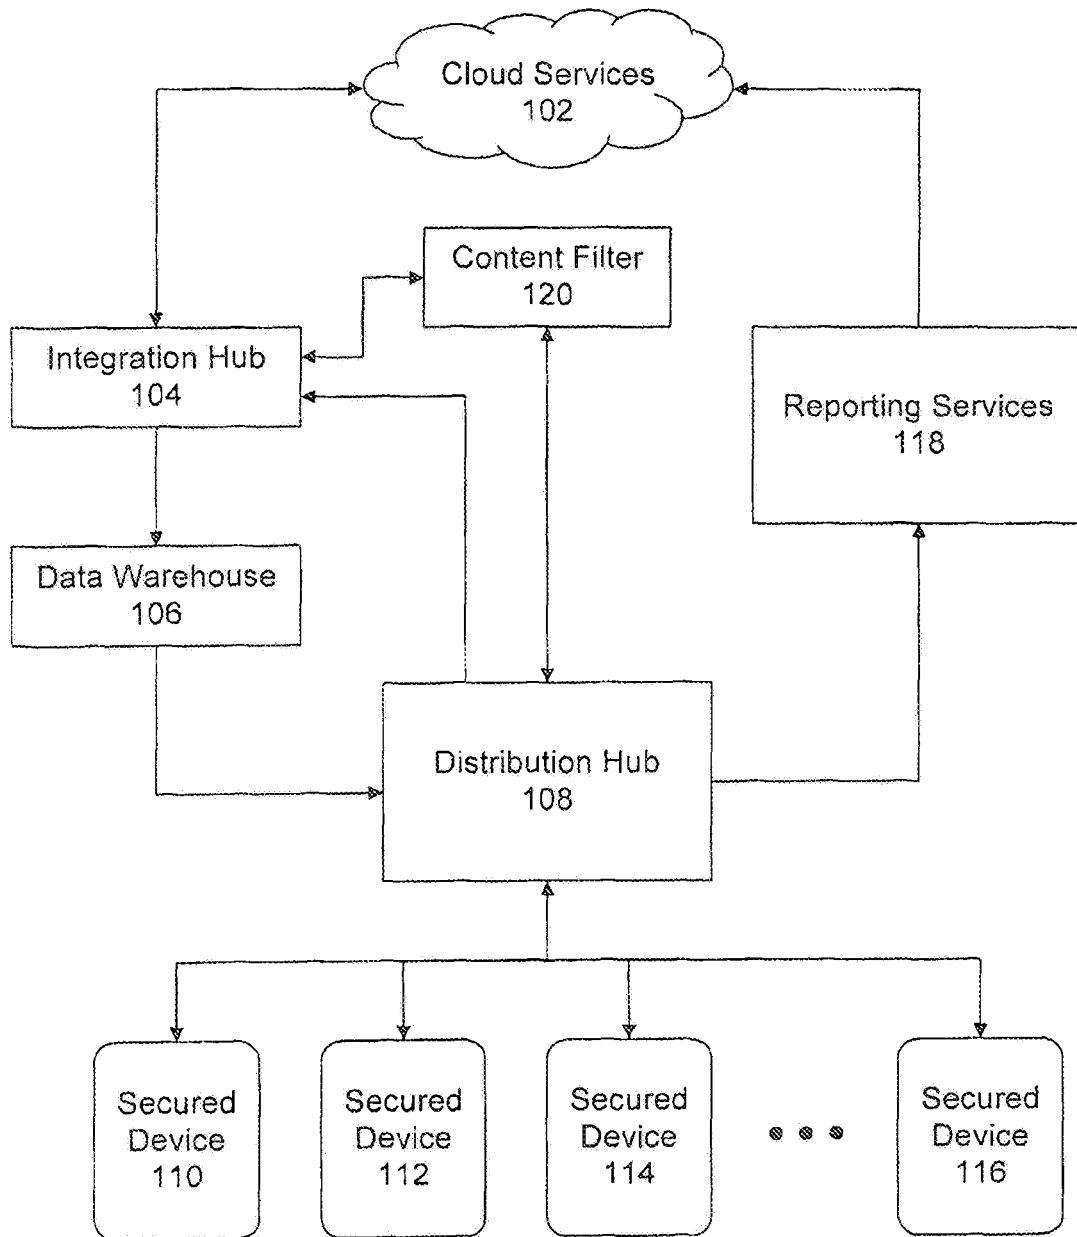 Cloud Services
102
Content Filter
120
Integration Hub
104
Reporting Services
118
Data Warehouse
106
Distribution Hub
108
Secured
Device
110
Secured
Device
112
Secured
Device
114
Secured
Device
116